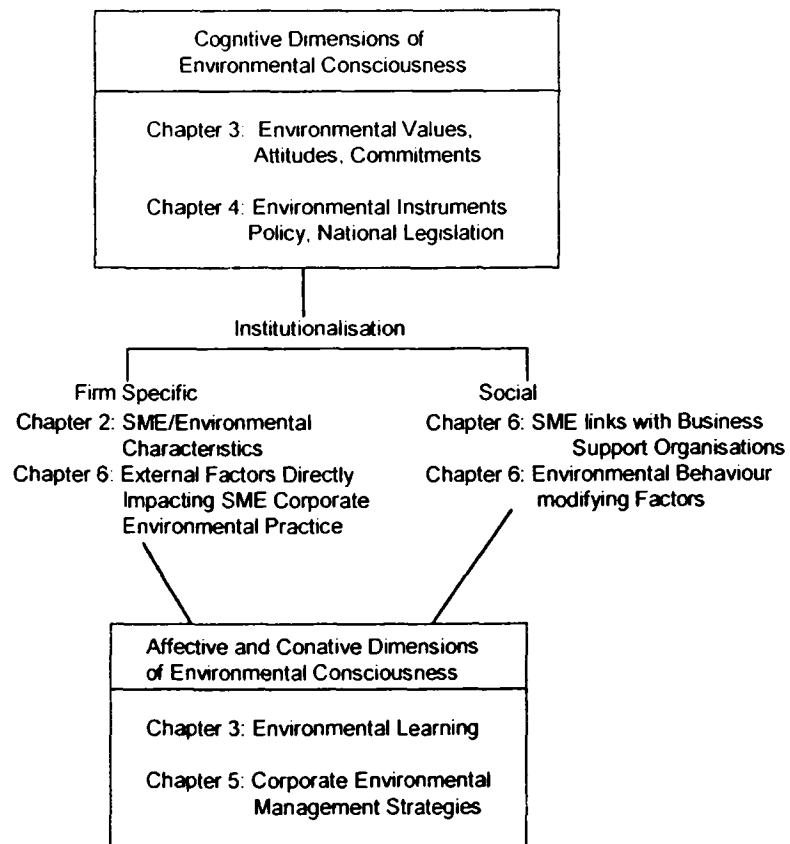 Cognitive Dimensions of
Environmental Consciousness
Chapter 3: Environmental Values,
Attitudes, Commitments
Chapter 4: Environmental Instruments
Policy, National Legislation
Institutionalisation
Firm Specific
Chapter 2: SME/Environmental
Characteristics
Chapter 6: External Factors Directly
Impacting SME Corporate
Environmental Practice
Social
Chapter 6: SME links with Business
Support Organisations
Chapter 6: Environmental Behaviour
modifying Factors
Affective and Conative Dimensions
of Environmental Consciousness
Chapter 3: Environmental Learning
Chapter 5: Corporate Environmental
Management Strategies